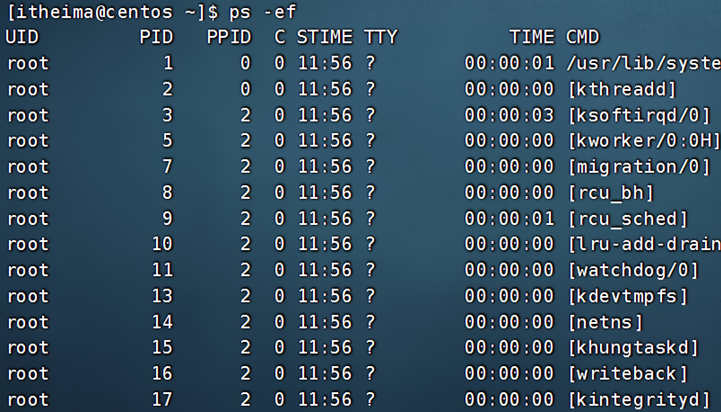 [itheima@centos ~]$ ps -ef
UID PID PPID C STIME TTY TIME CMD
root 1 0 0 11:56 ? 00:00:01 /usr/lib/syste
root 2 0 0 11:56 ? 00:00:00 [kthreadd]
root 3 2 0 11:56 ? 00:00:03 [ksoftirqd/0]
root 5 2 0 11:56 ? 00:00:00 [kworker/0:0H]
root 7 2 0 11:56 ? 00:00:00 [migration/0]
root 8 2 0 11:56 ? 00:00:00 [rcu_bh]
root 9 2 0 11:56 ? 00:00:01 [rcu_sched]
root 10 2 0 11:56 ? 00:00:00 [lru-add-drain
root 11 2 0 11:56 ? 00:00:00 [watchdog/0]
root 13 2 0 11:56 ? 00:00:00 [kdevtmpfs]
root 14 2 0 11:56 ? 00:00:00 [netns]
root 15 2 0 11:56 ? 00:00:00 [khungtaskd]
root 16 2 0 11:56 ? 00:00:00 [writeback]
root 17 2 0 11:56 ? 00:00:00 [kintegrityd]